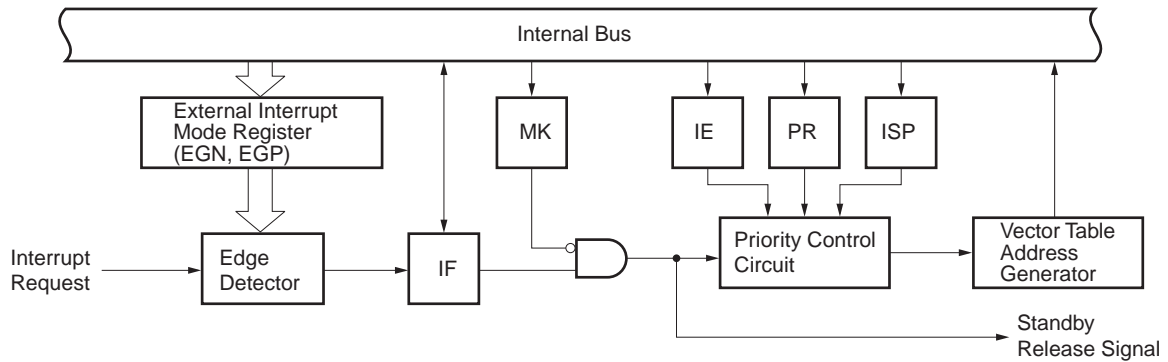 Internal Bus
External Interrupt
Mode Register
(EGN, EGP)
MK
IE
PR
ISP
Interrupt
Request
Edge
Detector
IF
Priority Control
Circuit
Vector Table
Address
Generator
Standby
Release Signal